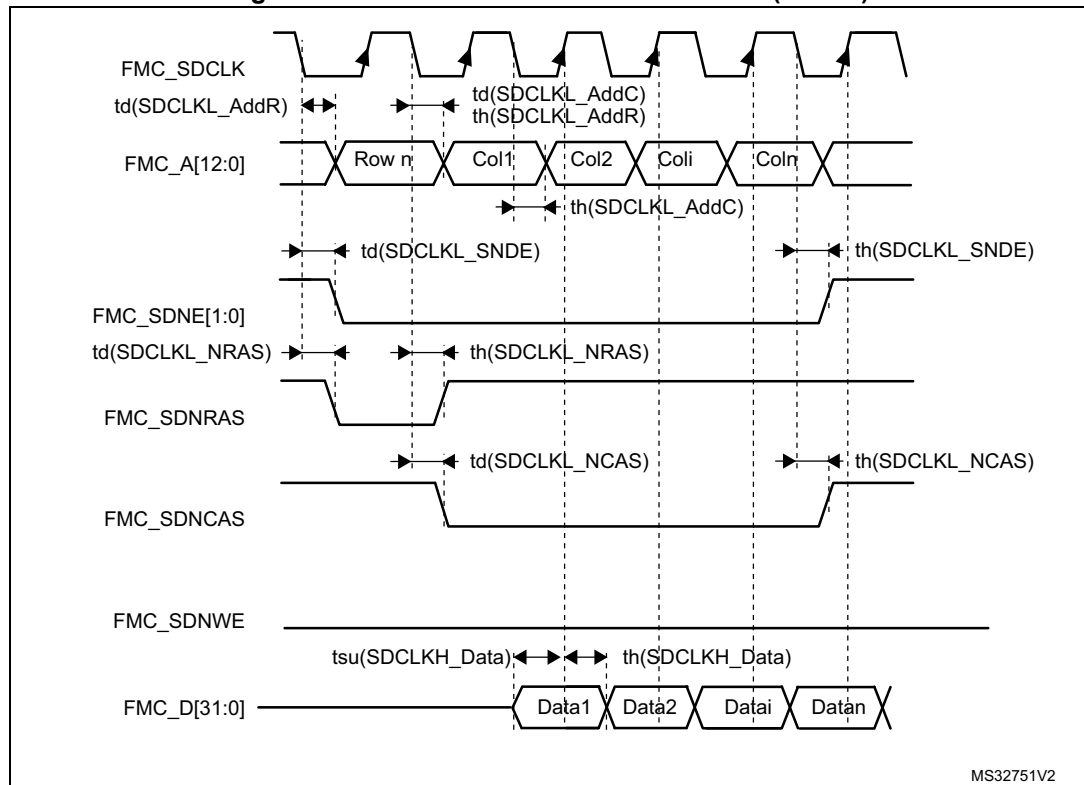 FMC_SDCLK
td(SDCLKL_AddR)
td(SDCLKL_AddC)
th(SDCLKL_AddR)
FMC_A[12:0]
Row n
Col1
Col2
Coli
Coln
th(SDCLKL_AddC)
td(SDCLKL_SNDE)
th(SDCLKL_SNDE)
FMC_SDNE[1:0]
td(SDCLKL_NRAS)
th(SDCLKL_NRAS)
FMC_SDNRAS
td(SDCLKL_NCAS)
th(SDCLKL_NCAS)
FMC_SDNCAS
FMC_SDNWE
tsu(SDCLKH_Data)
th(SDCLKH_Data)
FMC_D[31:0]
Data1
Data2
Datai
Datan
MS32751V2